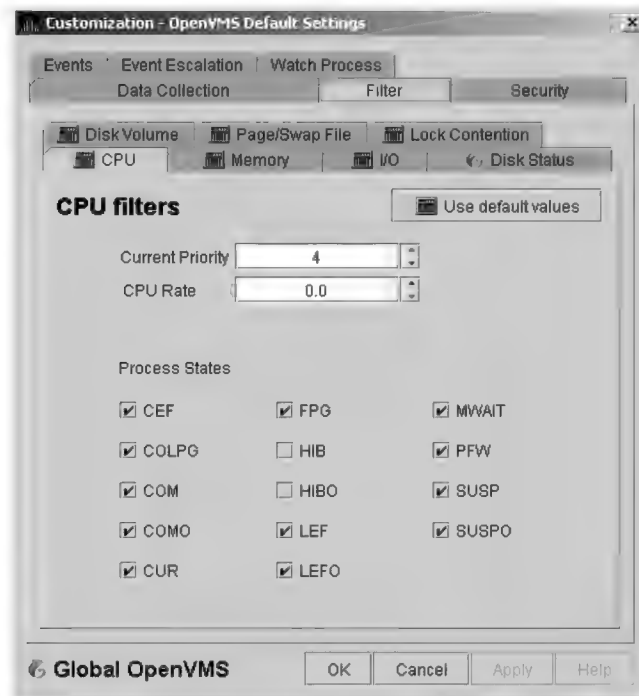 Customization - OpenVMS Default Settings
Events Event Escalation Watch Process
Data Collection Filter Security
Disk Volume Page/Swap File Lock Contention
CPU Memory I/O Disk Status
CPU filters Use default values
Current Priority 4
CPU Rate 0.0
Process States
CEF FPG MWAIT
COLPG HIB PFW
COM HIBO SUSP
COMO LEF SUSPO
CUR LEFO
Global OpenVMS OK Cancel Apply Help